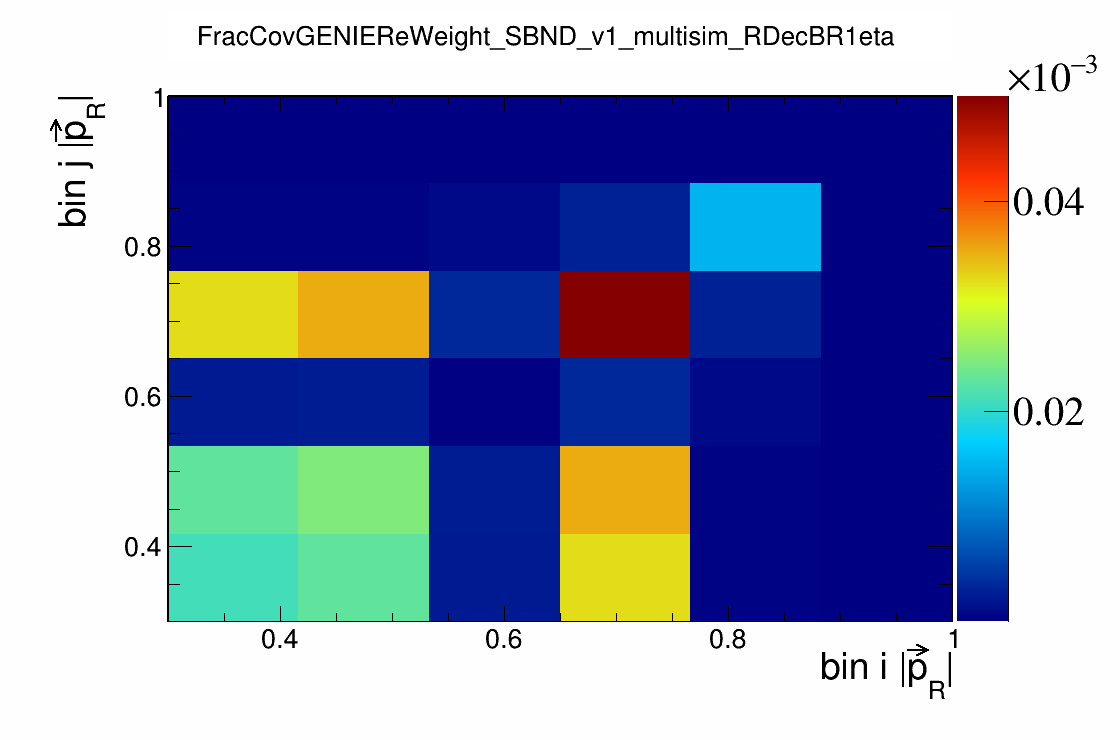 FracCovGENIEReWeight_SBND_v1_multisim_RDecBR1eta
×10⁻³
bin j |p⃗_R|
1
0.8
0.6
0.4
0.04
0.02
0.4 0.6 0.8 1
bin i |p⃗_R|